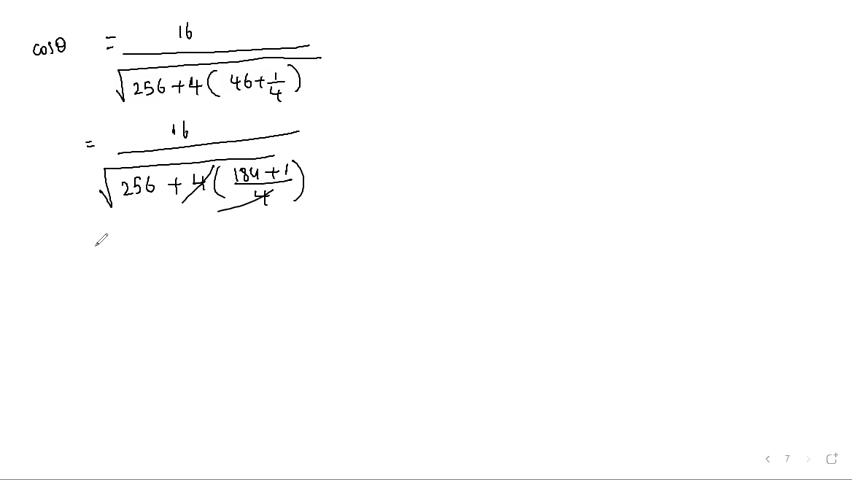 cosθ = 16 / √(256 + 4(46 + 1/4))
= 16 / √(256 + 4((184 + 1)/4))
7